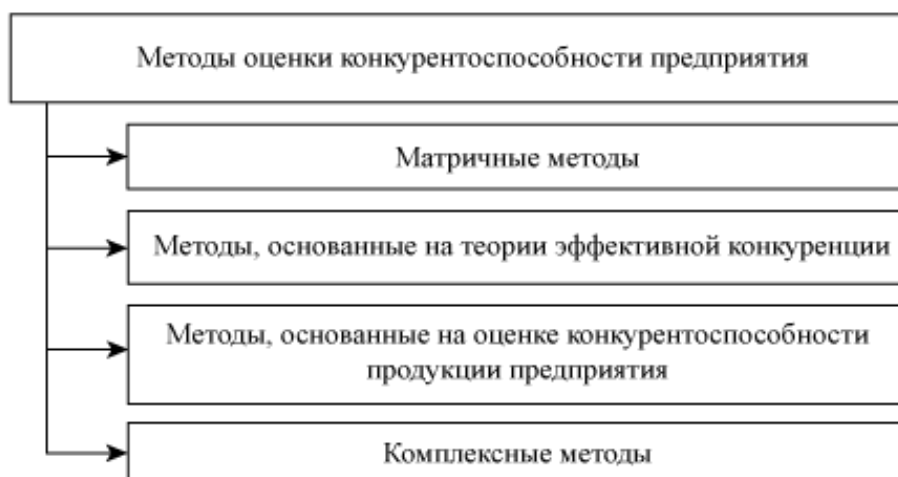 Методы оценки конкурентоспособности предприятия
Матричные методы
Методы, основанные на теории эффективной конкуренции
Методы, основанные на оценке конкурентоспособности
продукции предприятия
Комплексные методы